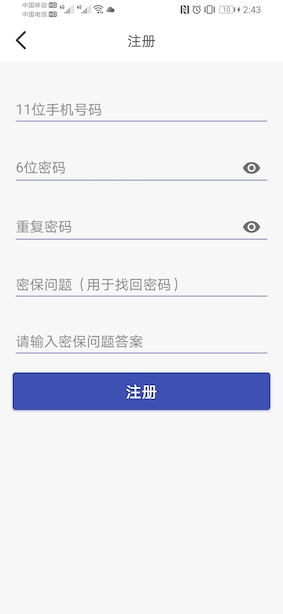 中国移动 HD 4G 4G 10 2:43
中国电信 HD
注册
11位手机号码
6位密码
重复密码
密保问题（用于找回密码）
请输入密保问题答案
注册